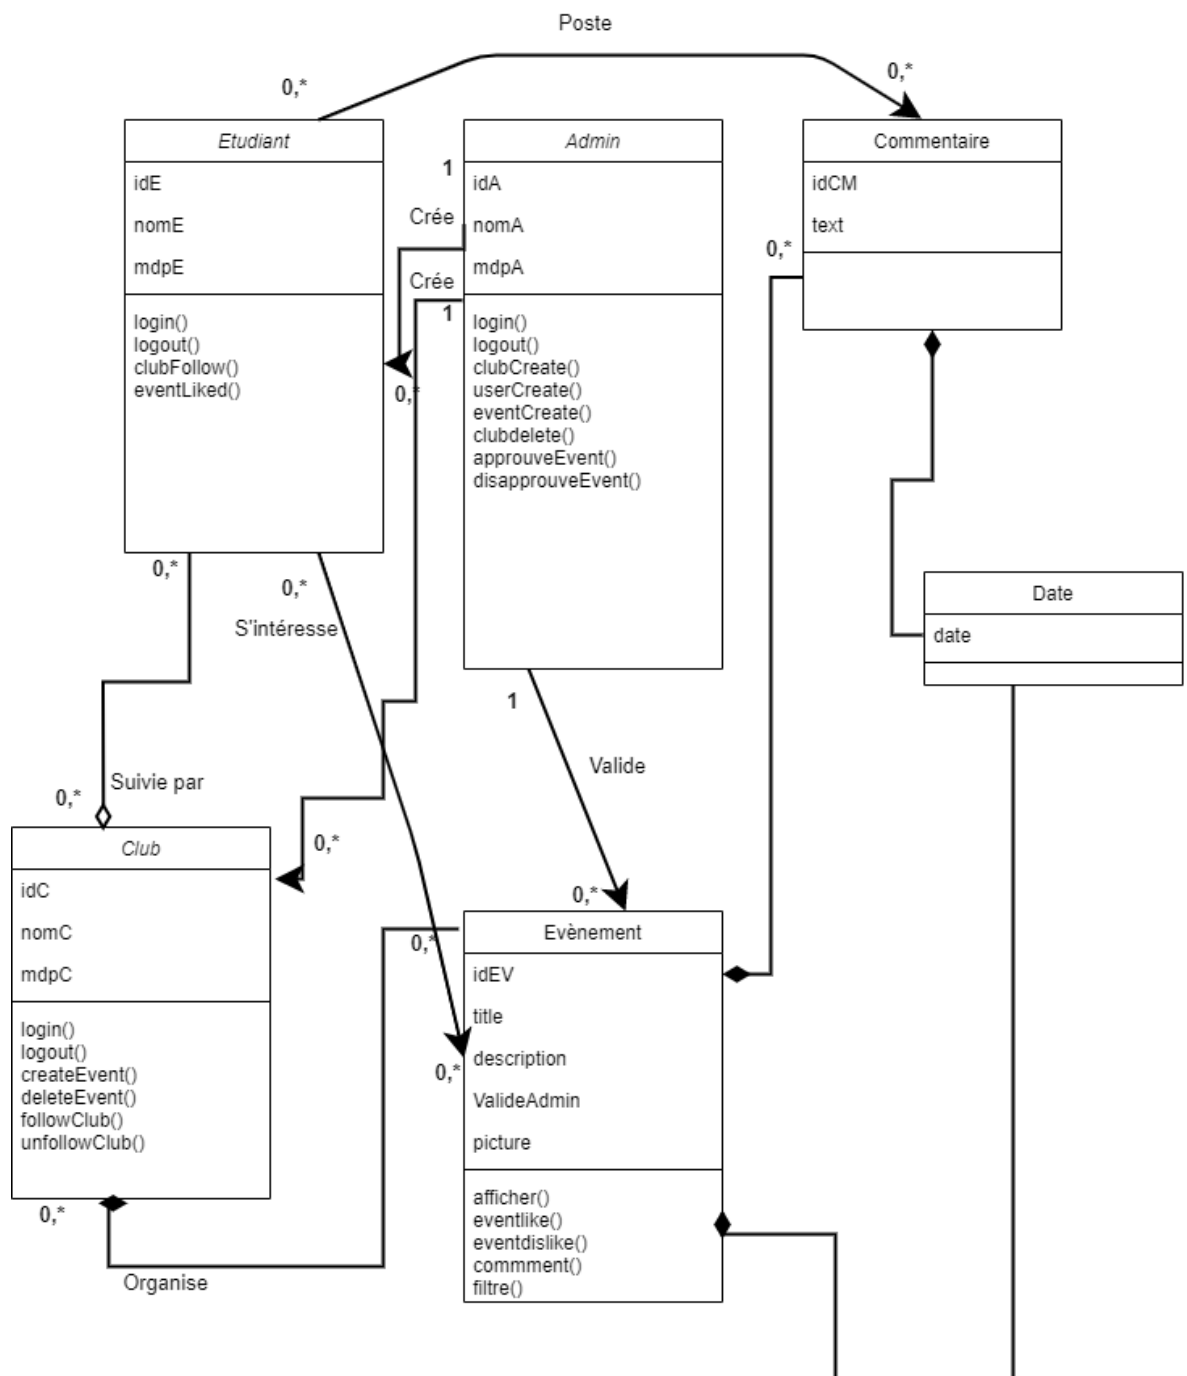 Poste
0,*
0,*
Etudiant
idE
nomE
mdpE
login()
logout()
clubFollow()
eventLiked()
1
Crée
Crée
1
0,*
Admin
idA
nomA
mdpA
login()
logout()
clubCreate()
userCreate()
eventCreate()
clubdelete()
approuveEvent()
disapprouveEvent()
Commentaire
idCM
text
0,*
Date
date
0,*
0,*
S'intéresse
1
Valide
Suivie par
0,*
0,*
0,*
Club
idC
nomC
mdpC
login()
logout()
createEvent()
deleteEvent()
followClub()
unfollowClub()
0,*
Organise
0,*
0,*
Evènement
idEV
title
description
ValideAdmin
picture
afficher()
eventlike()
eventdislike()
commment()
filtre()